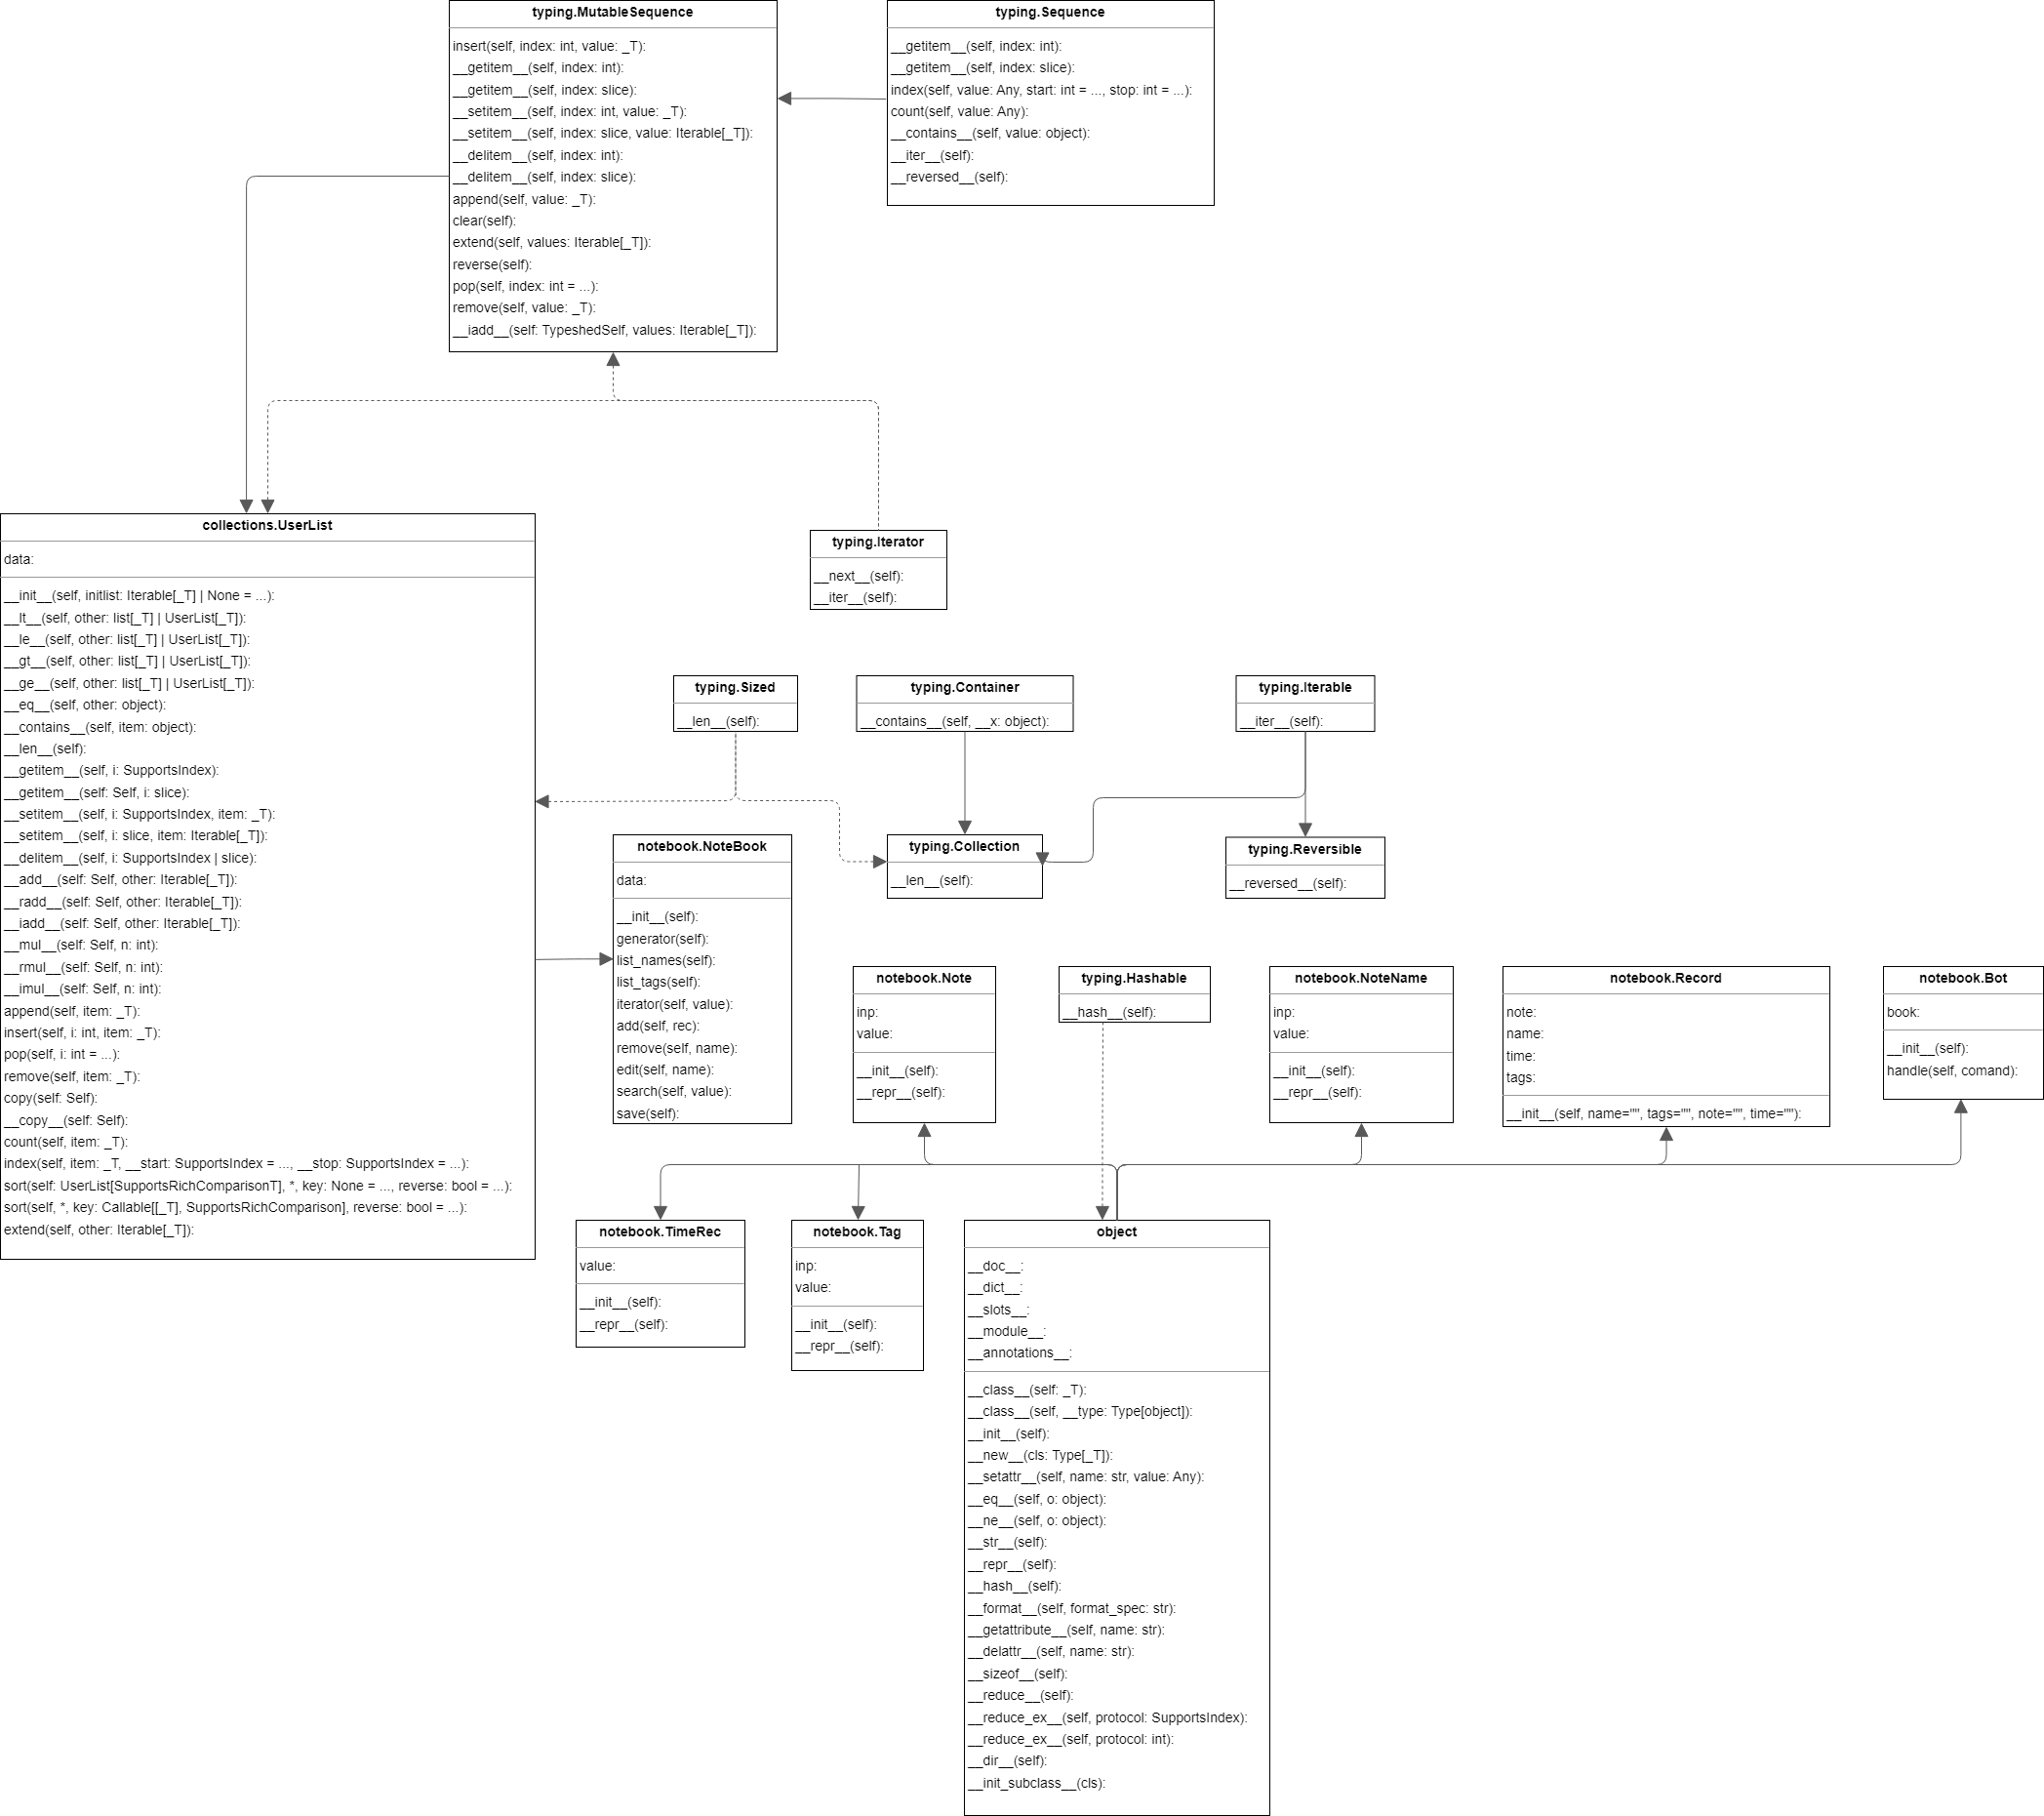 typing.MutableSequence
insert(self, index: int, value: _T):
__getitem__(self, index: int):
__getitem__(self, index: slice):
__setitem__(self, index: int, value: _T):
__setitem__(self, index: slice, value: Iterable[_T]):
__delitem__(self, index: int):
__delitem__(self, index: slice):
append(self, value: _T):
clear(self):
extend(self, values: Iterable[_T]):
reverse(self):
pop(self, index: int = ...):
remove(self, value: _T):
__iadd__(self: TypeshedSelf, values: Iterable[_T]):
typing.Sequence
__getitem__(self, index: int):
__getitem__(self, index: slice):
index(self, value: Any, start: int = ..., stop: int = ...):
count(self, value: Any):
__contains__(self, value: object):
__iter__(self):
__reversed__(self):
collections.UserList
data:
__init__(self, initlist: Iterable[_T] | None = ...):
__lt__(self, other: list[_T] | UserList[_T]):
__le__(self, other: list[_T] | UserList[_T]):
__gt__(self, other: list[_T] | UserList[_T]):
__ge__(self, other: list[_T] | UserList[_T]):
__eq__(self, other: object):
__contains__(self, item: object):
__len__(self):
__getitem__(self, i: SupportsIndex):
__getitem__(self: Self, i: slice):
__setitem__(self, i: SupportsIndex, item: _T):
__setitem__(self, i: slice, item: Iterable[_T]):
__delitem__(self, i: SupportsIndex | slice):
__add__(self: Self, other: Iterable[_T]):
__radd__(self: Self, other: Iterable[_T]):
__iadd__(self: Self, other: Iterable[_T]):
__mul__(self: Self, n: int):
__rmul__(self: Self, n: int):
__imul__(self: Self, n: int):
append(self, item: _T):
insert(self, i: int, item: _T):
pop(self, i: int = ...):
remove(self, item: _T):
copy(self: Self):
__copy__(self: Self):
count(self, item: _T):
index(self, item: _T, __start: SupportsIndex = ..., __stop: SupportsIndex = ...):
sort(self: UserList[SupportsRichComparisonT], *, key: None = ..., reverse: bool = ...):
sort(self, *, key: Callable[[_T], SupportsRichComparison], reverse: bool = ...):
extend(self, other: Iterable[_T]):
typing.Iterator
__next__(self):
__iter__(self):
typing.Sized
__len__(self):
typing.Container
__contains__(self, __x: object):
typing.Iterable
__iter__(self):
notebook.NoteBook
data:
__init__(self):
generator(self):
list_names(self):
list_tags(self):
iterator(self, value):
add(self, rec):
remove(self, name):
edit(self, name):
search(self, value):
save(self):
typing.Collection
__len__(self):
typing.Reversible
__reversed__(self):
notebook.Note
inp:
value:
__init__(self):
__repr__(self):
typing.Hashable
__hash__(self):
notebook.NoteName
inp:
value:
__init__(self):
__repr__(self):
notebook.Record
note:
name:
time:
tags:
__init__(self, name="", tags="", note="", time=""):
notebook.Bot
book:
__init__(self):
handle(self, comand):
notebook.TimeRec
value:
__init__(self):
__repr__(self):
notebook.Tag
inp:
value:
__init__(self):
__repr__(self):
object
__doc__:
__dict__:
__slots__:
__module__:
__annotations__:
__class__(self: _T):
__class__(self, __type: Type[object]):
__init__(self):
__new__(cls: Type[_T]):
__setattr__(self, name: str, value: Any):
__eq__(self, o: object):
__ne__(self, o: object):
__str__(self):
__repr__(self):
__hash__(self):
__format__(self, format_spec: str):
__getattribute__(self, name: str):
__delattr__(self, name: str):
__sizeof__(self):
__reduce__(self):
__reduce_ex__(self, protocol: SupportsIndex):
__reduce_ex__(self, protocol: int):
__dir__(self):
__init_subclass__(cls):